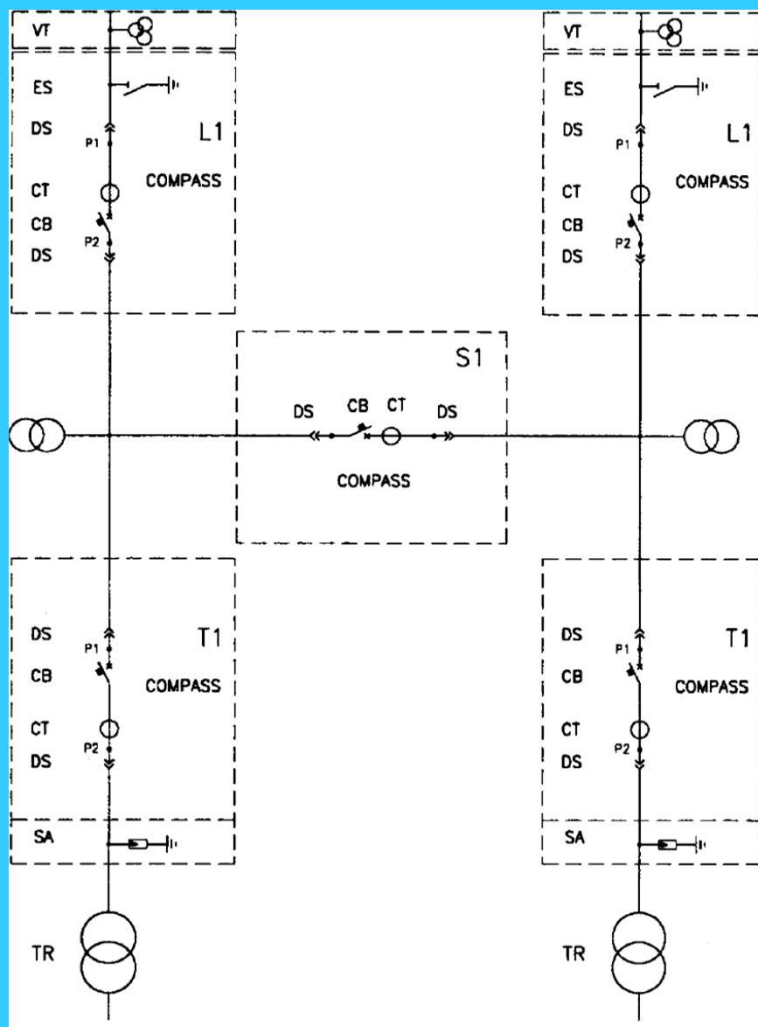 VT VT
ES ES
DS L1 DS L1
P1 P1
CT COMPASS CT COMPASS
CB CB
P2 P2
DS DS
S1
DS CB CT DS
COMPASS
DS T1 DS T1
P1 P1
CB COMPASS CB COMPASS
CT CT
P2 P2
DS DS
SA SA
TR TR